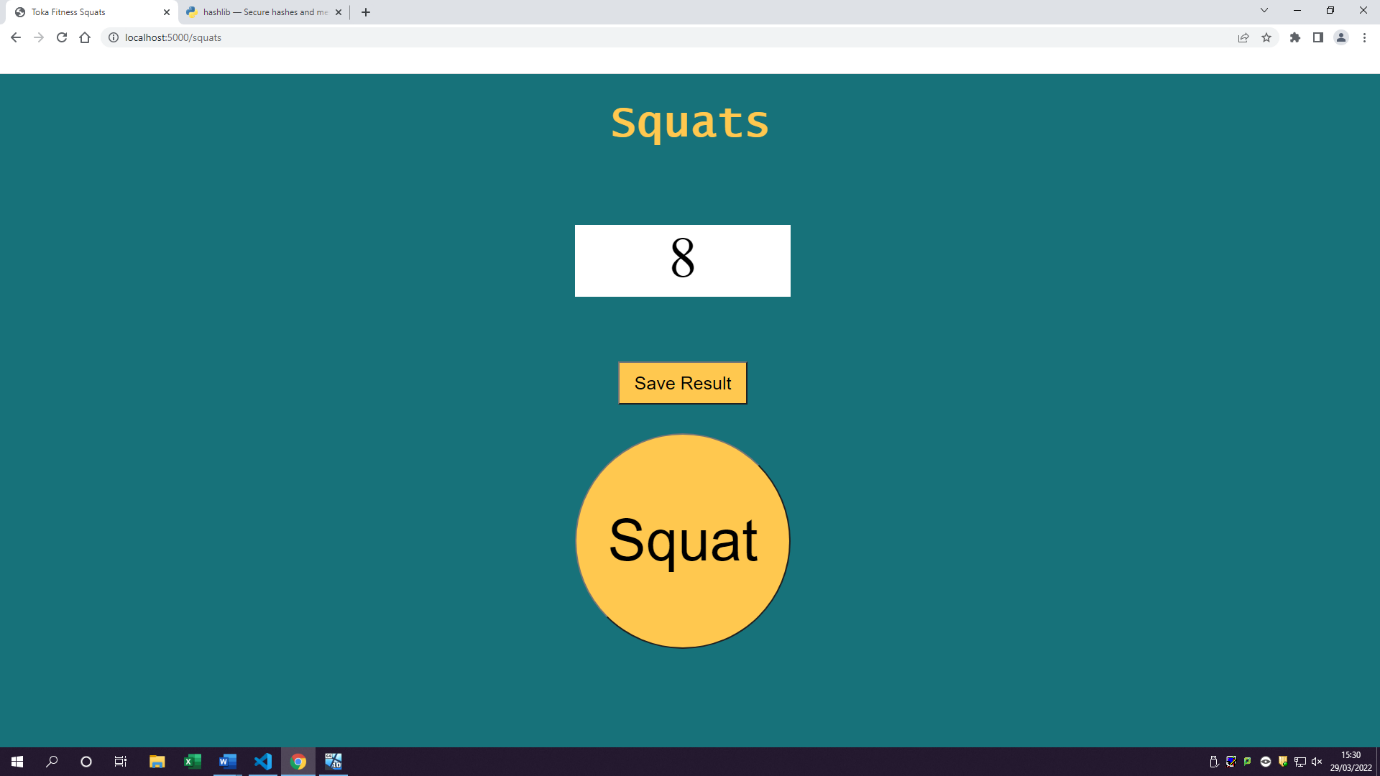 Toka Fitness Squats
hashlib — Secure hashes and me
localhost:5000/squats
Squats
8
Save Result
Squat
15:30
29/03/2022